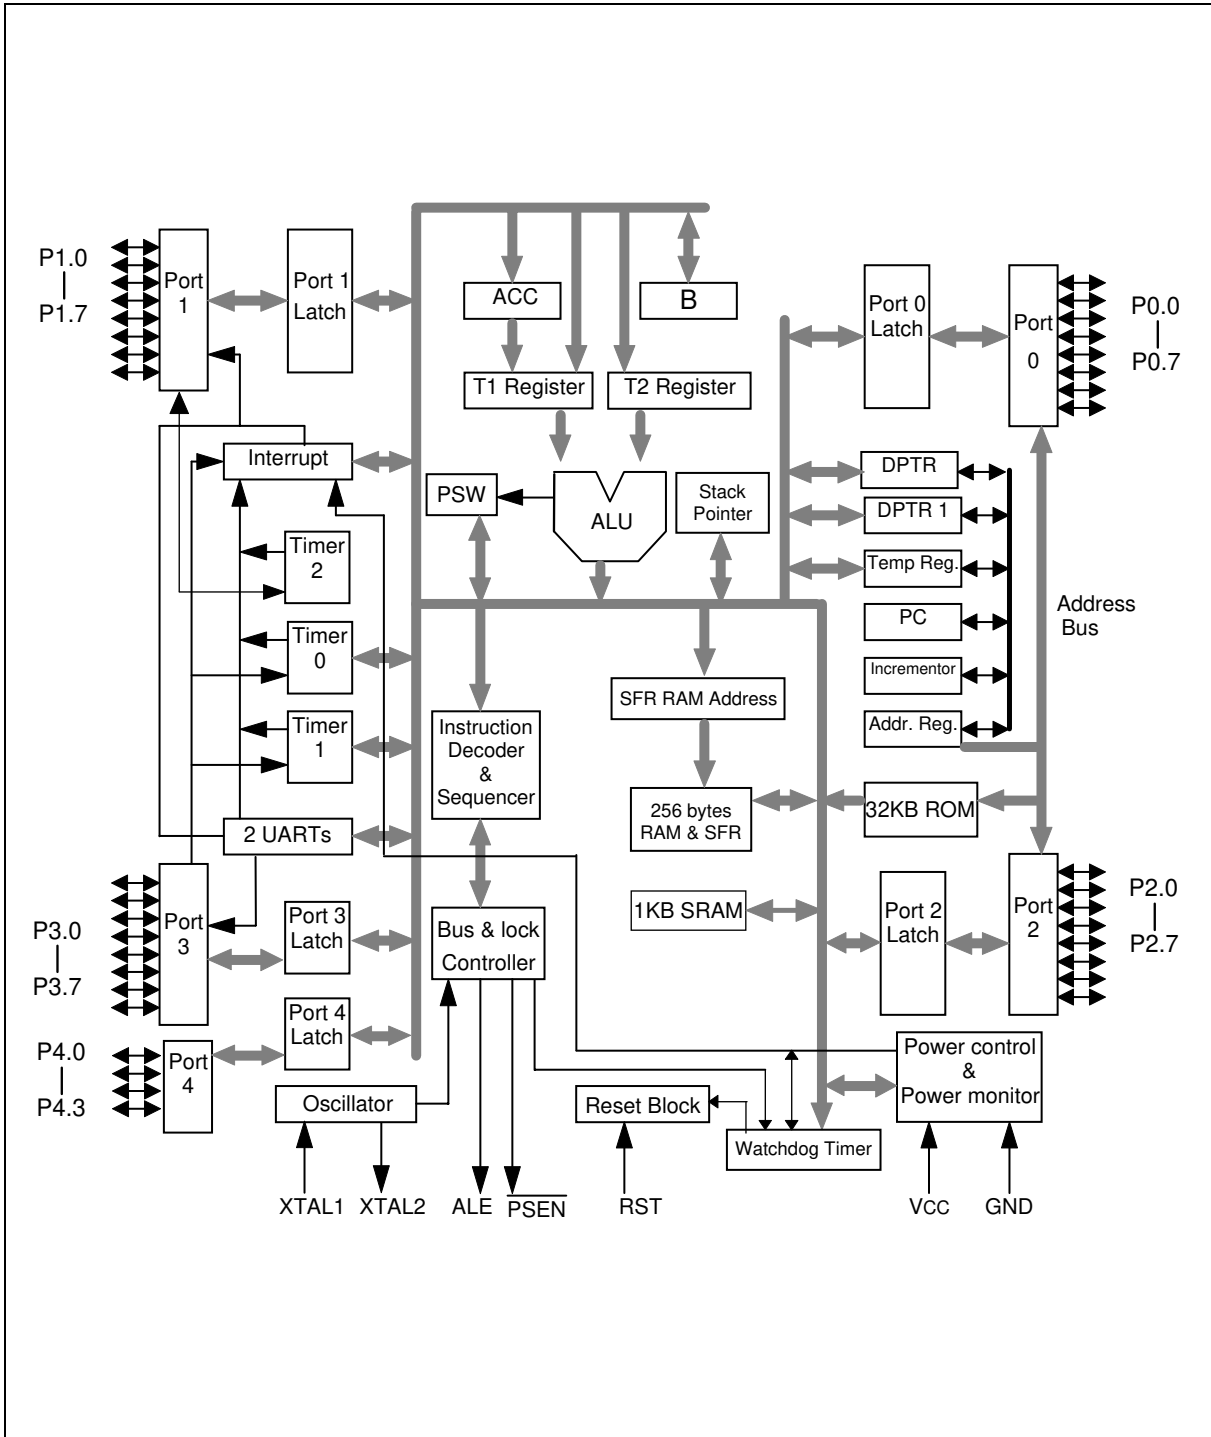 P1.0
P1.7
Port
1
Port 1
Latch
ACC
B
T1 Register
T2 Register
Port 0
Latch
Port
0
P0.0
P0.7
Interrupt
PSW
ALU
Stack
Pointer
DPTR
DPTR 1
Temp Reg.
PC
Incrementor
Addr. Reg.
Address
Bus
Timer
2
Timer
0
Timer
1
Instruction
Decoder
&
Sequencer
SFR RAM Address
256 bytes
RAM & SFR
32KB ROM
2 UARTs
1KB SRAM
P3.0
P3.7
Port
3
Port 3
Latch
Bus & lock
Controller
Port 2
Latch
Port
2
P2.0
P2.7
P4.0
P4.3
Port
4
Port 4
Latch
Oscillator
Reset Block
Watchdog Timer
Power control
&
Power monitor
XTAL1
XTAL2
ALE
PSEN
RST
VCC
GND